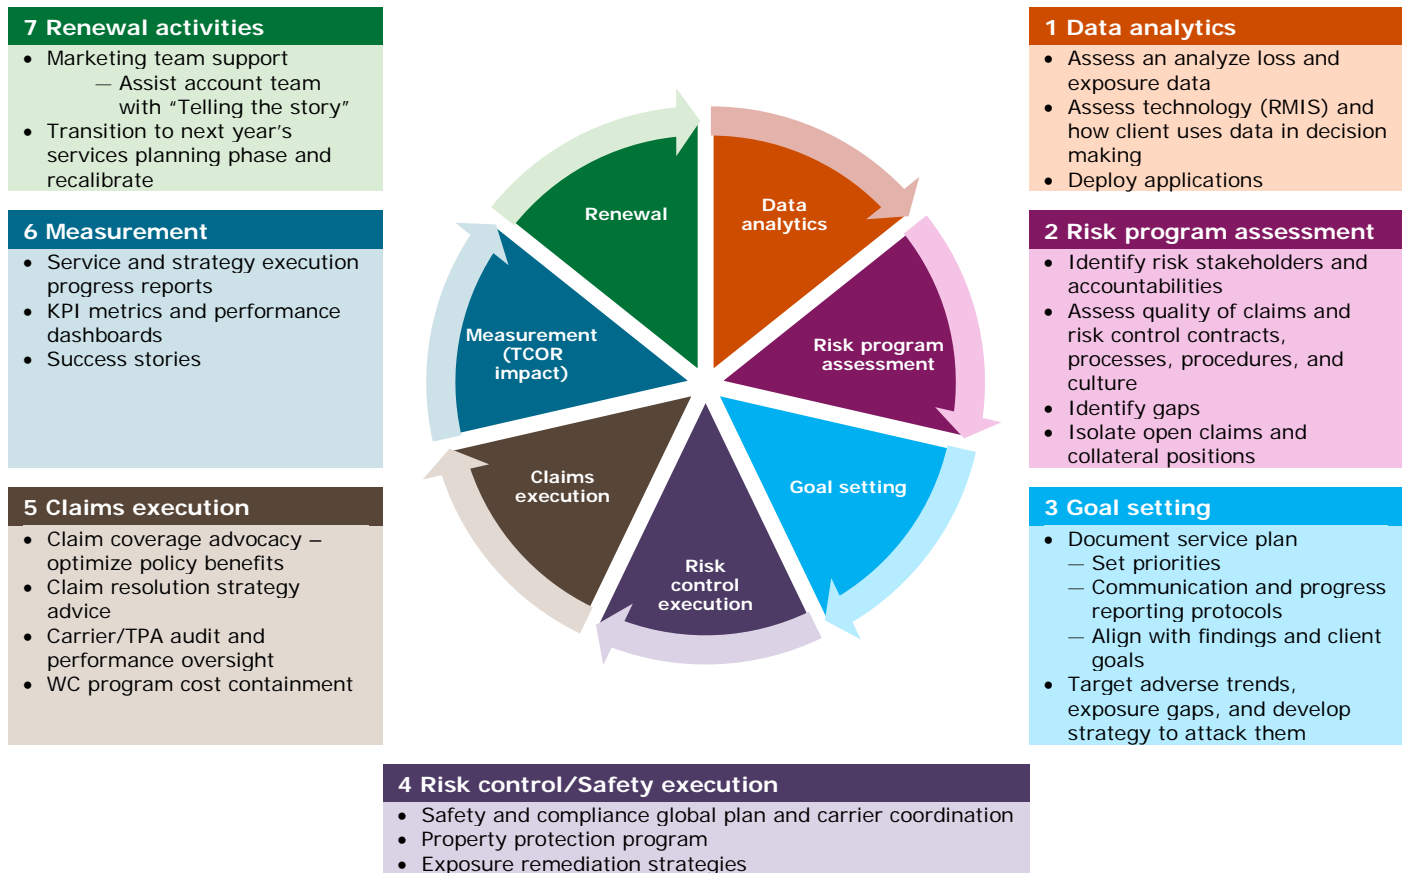 7 Renewal activities
• Marketing team support
— Assist account team
with “Telling the story”
• Transition to next year’s
services planning phase and
recalibrate
6 Measurement
• Service and strategy execution
progress reports
• KPI metrics and performance
dashboards
• Success stories
5 Claims execution
• Claim coverage advocacy –
optimize policy benefits
• Claim resolution strategy
advice
• Carrier/TPA audit and
performance oversight
• WC program cost containment
Renewal
Data
analytics
Measurement
(TCOR
impact)
Risk program
assessment
Claims
execution
Goal setting
Risk
control
execution
1 Data analytics
• Assess an analyze loss and
exposure data
• Assess technology (RMIS) and
how client uses data in decision
making
• Deploy applications
2 Risk program assessment
• Identify risk stakeholders and
accountabilities
• Assess quality of claims and
risk control contracts,
processes, procedures, and
culture
• Identify gaps
• Isolate open claims and
collateral positions
3 Goal setting
• Document service plan
— Set priorities
— Communication and progress
reporting protocols
— Align with findings and client
goals
• Target adverse trends,
exposure gaps, and develop
strategy to attack them
4 Risk control/Safety execution
• Safety and compliance global plan and carrier coordination
• Property protection program
• Exposure remediation strategies